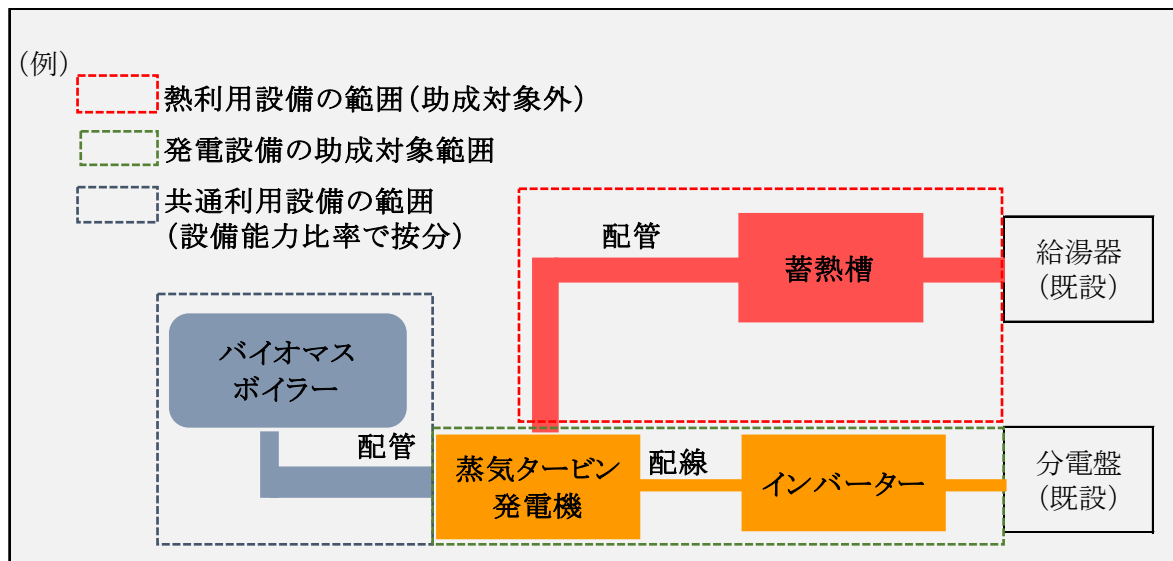 (例)
熱利用設備の範囲(助成対象外)
発電設備の助成対象範囲
共通利用設備の範囲
(設備能力比率で按分)
配管
蓄熱槽
給湯器
(既設)
バイオマス
ボイラー
配管
蒸気タービン
発電機
配線
インバーター
分電盤
(既設)